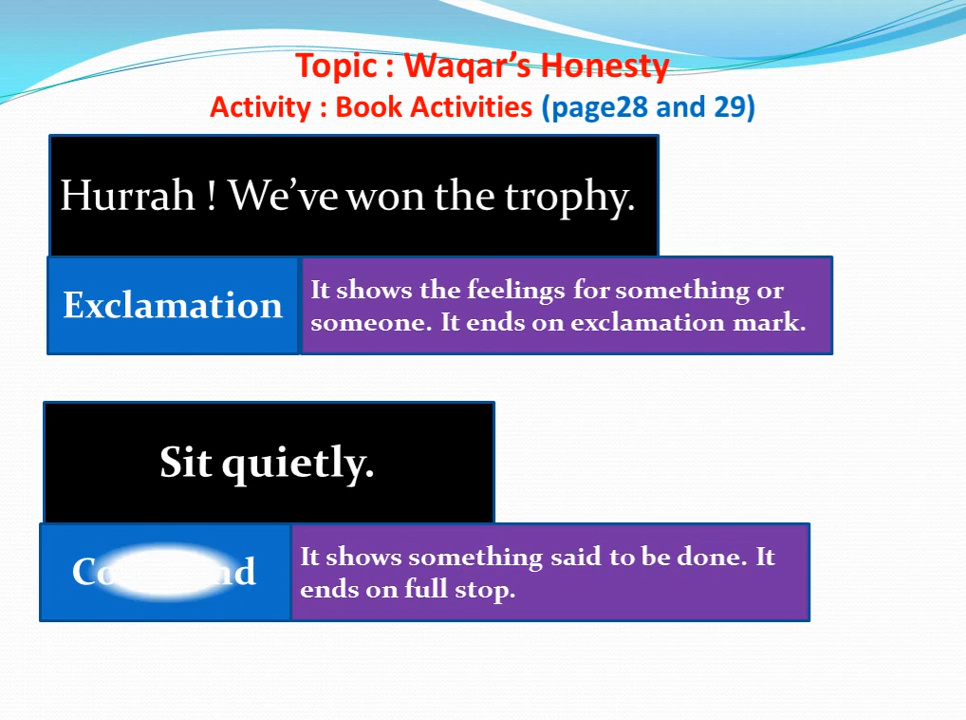 Topic : Waqar’s Honesty
Activity : Book Activities (page28 and 29)
Hurrah ! We’ve won the trophy.
Exclamation
It shows the feelings for something or
someone. It ends on exclamation mark.
Sit quietly.
It shows something said to be done. It
ends on full stop.